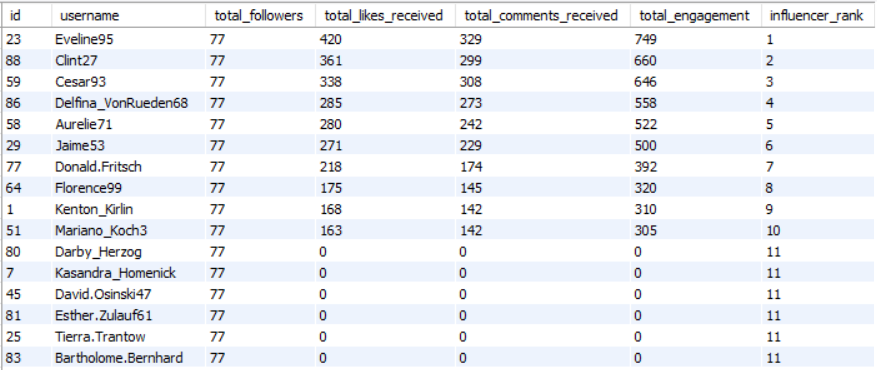 id username total_followers total_likes_received total_comments_received total_engagement influencer_rank
23 Eveline95 77 420 329 749 1
88 Clint27 77 361 299 660 2
59 Cesar93 77 338 308 646 3
86 Delfina_VonRueden68 77 285 273 558 4
58 Aurelie71 77 280 242 522 5
29 Jaime53 77 271 229 500 6
77 Donald.Fritsch 77 218 174 392 7
64 Florence99 77 175 145 320 8
1 Kenton_Kirlin 77 168 142 310 9
51 Mariano_Koch3 77 163 142 305 10
80 Darby_Herzog 77 0 0 0 11
7 Kasandra_Homenick 77 0 0 0 11
45 David.Osinski47 77 0 0 0 11
81 Esther.Zulauf61 77 0 0 0 11
25 Tierra.Trantow 77 0 0 0 11
83 Bartholome.Bernhard 77 0 0 0 11